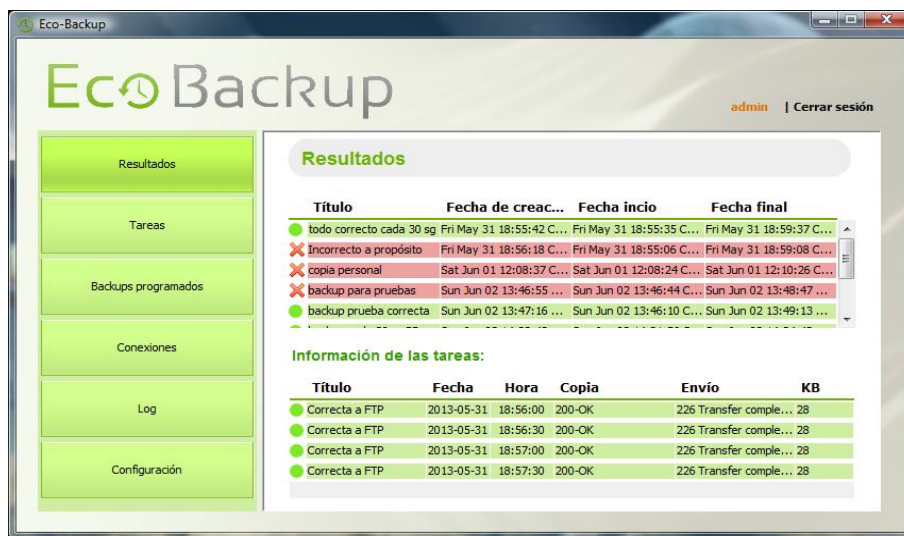 Eco-Backup
Eco Backup
admin | Cerrar sesión
Resultados
Tareas
Backups programados
Conexiones
Log
Configuración
Resultados
Título Fecha de creac... Fecha incio Fecha final
todo correcto cada 30 sg Fri May 31 18:55:42 C... Fri May 31 18:55:35 C... Fri May 31 18:59:37 C...
Incorrecto a propósito Fri May 31 18:56:18 C... Fri May 31 18:55:06 C... Fri May 31 18:59:08 C...
copia personal Sat Jun 01 12:08:37 C... Sat Jun 01 12:08:24 C... Sat Jun 01 12:10:26 C...
backup para pruebas Sun Jun 02 13:46:55 ... Sun Jun 02 13:46:44 C... Sun Jun 02 13:48:47 ...
backup prueba correcta Sun Jun 02 13:47:16 ... Sun Jun 02 13:46:10 C... Sun Jun 02 13:49:13 ...
Información de las tareas:
Título Fecha Hora Copia Envío KB
Correcta a FTP 2013-05-31 18:56:00 200-OK 226 Transfer comple... 28
Correcta a FTP 2013-05-31 18:56:30 200-OK 226 Transfer comple... 28
Correcta a FTP 2013-05-31 18:57:00 200-OK 226 Transfer comple... 28
Correcta a FTP 2013-05-31 18:57:30 200-OK 226 Transfer comple... 28